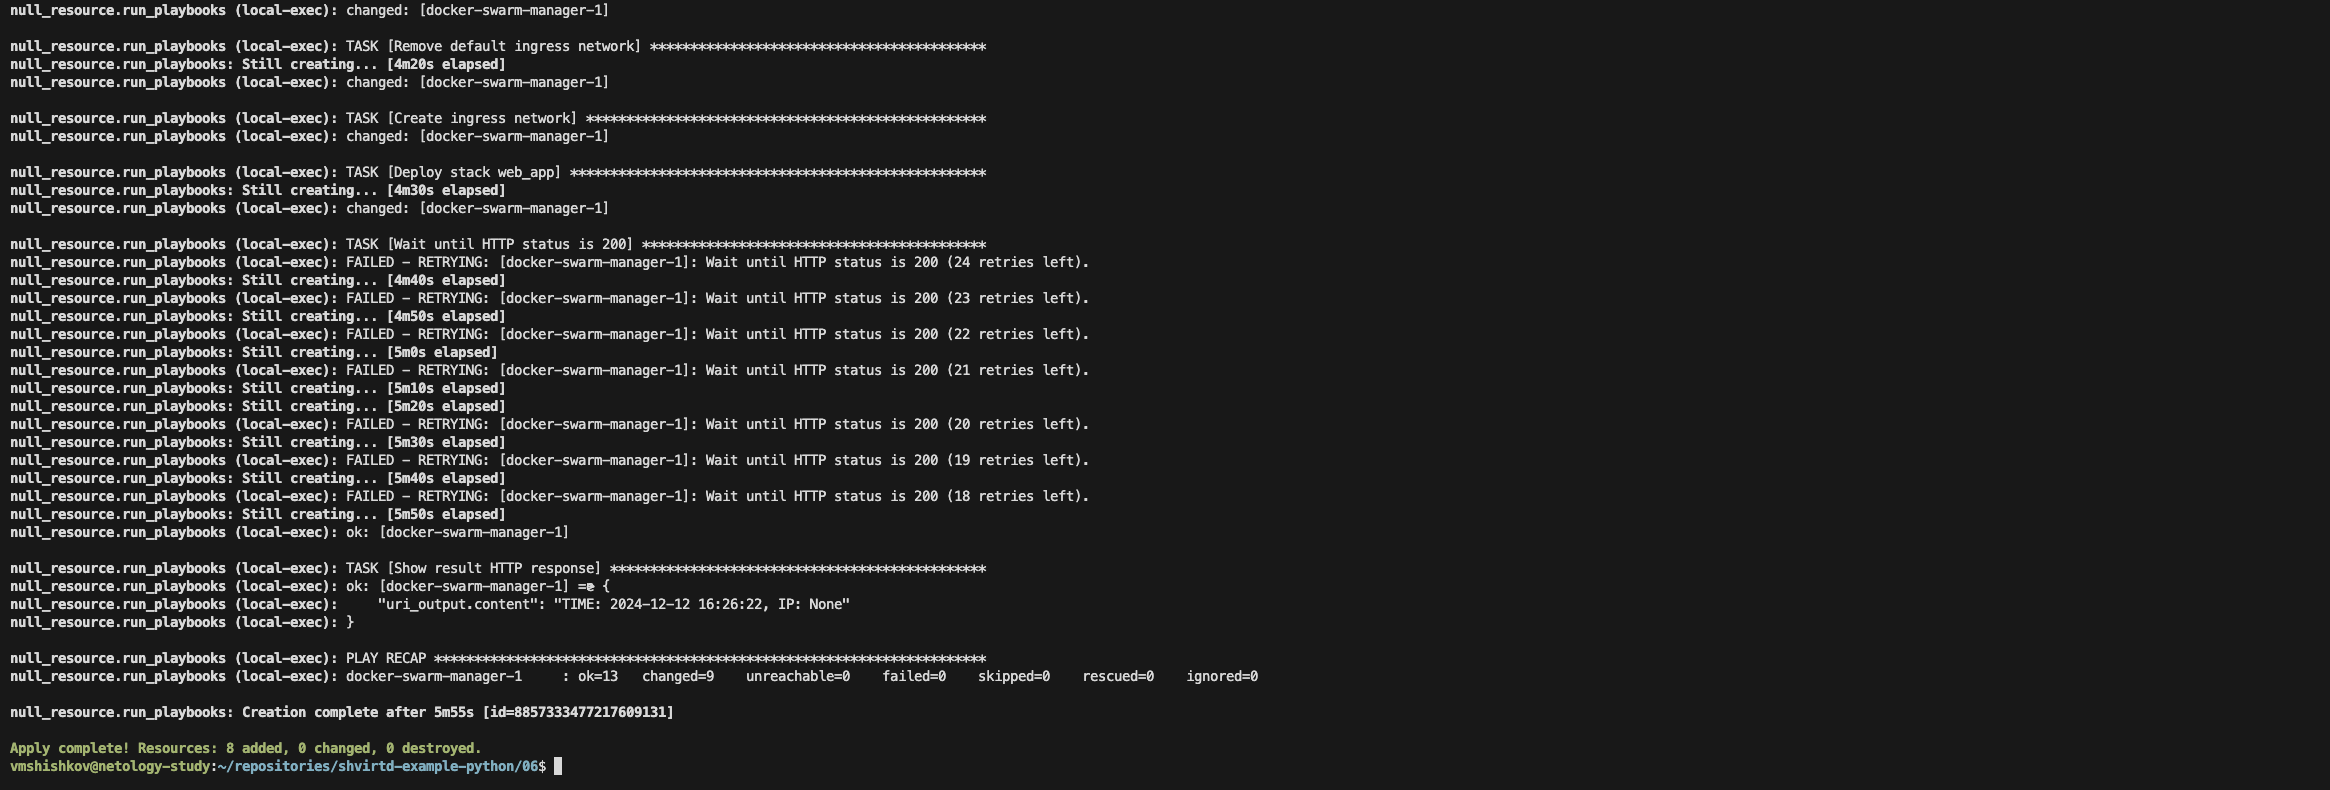 null_resource.run_playbooks (local-exec): changed: [docker-swarm-manager-1]
null_resource.run_playbooks (local-exec): TASK [Remove default ingress network] ******************************************
null_resource.run_playbooks: Still creating... [4m20s elapsed]
null_resource.run_playbooks (local-exec): changed: [docker-swarm-manager-1]
null_resource.run_playbooks (local-exec): TASK [Create ingress network] **************************************************
null_resource.run_playbooks (local-exec): changed: [docker-swarm-manager-1]
null_resource.run_playbooks (local-exec): TASK [Deploy stack web_app] ****************************************************
null_resource.run_playbooks: Still creating... [4m30s elapsed]
null_resource.run_playbooks (local-exec): changed: [docker-swarm-manager-1]
null_resource.run_playbooks (local-exec): TASK [Wait until HTTP status is 200] *******************************************
null_resource.run_playbooks (local-exec): FAILED - RETRYING: [docker-swarm-manager-1]: Wait until HTTP status is 200 (24 retries left).
null_resource.run_playbooks: Still creating... [4m40s elapsed]
null_resource.run_playbooks (local-exec): FAILED - RETRYING: [docker-swarm-manager-1]: Wait until HTTP status is 200 (23 retries left).
null_resource.run_playbooks: Still creating... [4m50s elapsed]
null_resource.run_playbooks (local-exec): FAILED - RETRYING: [docker-swarm-manager-1]: Wait until HTTP status is 200 (22 retries left).
null_resource.run_playbooks: Still creating... [5m0s elapsed]
null_resource.run_playbooks (local-exec): FAILED - RETRYING: [docker-swarm-manager-1]: Wait until HTTP status is 200 (21 retries left).
null_resource.run_playbooks: Still creating... [5m10s elapsed]
null_resource.run_playbooks: Still creating... [5m20s elapsed]
null_resource.run_playbooks (local-exec): FAILED - RETRYING: [docker-swarm-manager-1]: Wait until HTTP status is 200 (20 retries left).
null_resource.run_playbooks: Still creating... [5m30s elapsed]
null_resource.run_playbooks (local-exec): FAILED - RETRYING: [docker-swarm-manager-1]: Wait until HTTP status is 200 (19 retries left).
null_resource.run_playbooks: Still creating... [5m40s elapsed]
null_resource.run_playbooks (local-exec): FAILED - RETRYING: [docker-swarm-manager-1]: Wait until HTTP status is 200 (18 retries left).
null_resource.run_playbooks: Still creating... [5m50s elapsed]
null_resource.run_playbooks (local-exec): ok: [docker-swarm-manager-1]
null_resource.run_playbooks (local-exec): TASK [Show result HTTP response] ***********************************************
null_resource.run_playbooks (local-exec): ok: [docker-swarm-manager-1] => {
null_resource.run_playbooks (local-exec):     "uri_output.content": "TIME: 2024-12-12 16:26:22, IP: None"
null_resource.run_playbooks (local-exec): }
null_resource.run_playbooks (local-exec): PLAY RECAP *********************************************************************
null_resource.run_playbooks (local-exec): docker-swarm-manager-1     : ok=13   changed=9    unreachable=0    failed=0    skipped=0    rescued=0    ignored=0
null_resource.run_playbooks: Creation complete after 5m55s [id=8857333477217609131]
Apply complete! Resources: 8 added, 0 changed, 0 destroyed.
vmshishkov@netology-study:~/repositories/shvirtd-example-python/06$